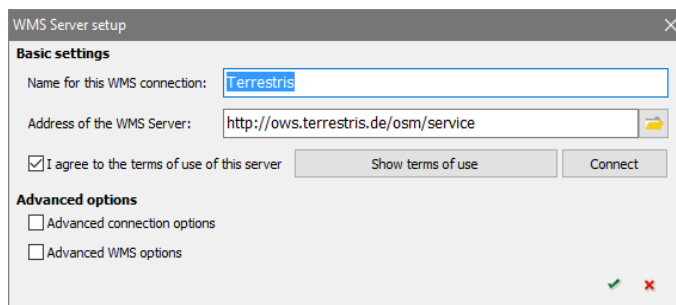 WMS Server setup
Basic settings
Name for this WMS connection: Terrestris
Address of the WMS Server: http://ows.terrestris.de/osm/service
I agree to the terms of use of this server Show terms of use Connect
Advanced options
Advanced connection options
Advanced WMS options